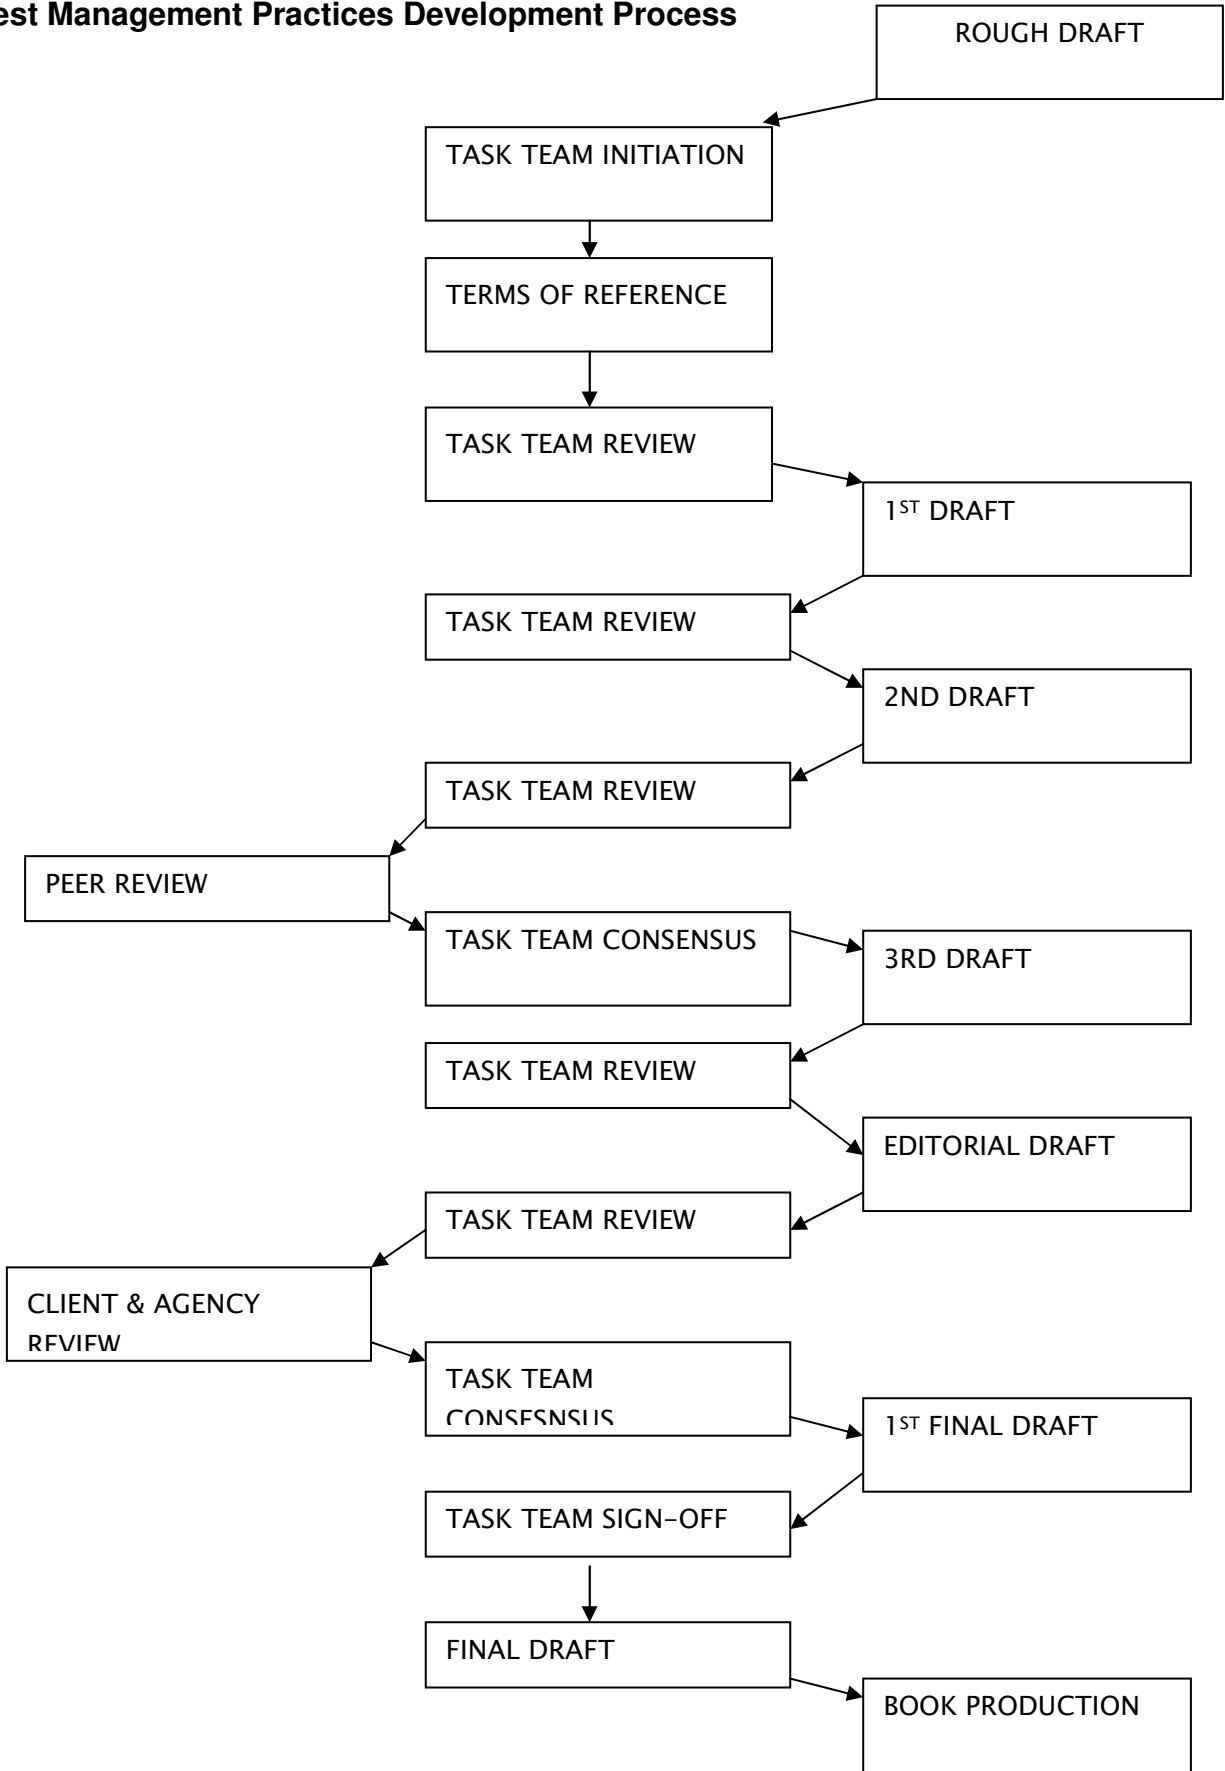 est Management Practices Development Process
ROUGH DRAFT
TASK TEAM INITIATION
TERMS OF REFERENCE
TASK TEAM REVIEW
1ST DRAFT
TASK TEAM REVIEW
2ND DRAFT
TASK TEAM REVIEW
PEER REVIEW
TASK TEAM CONSENSUS
3RD DRAFT
TASK TEAM REVIEW
EDITORIAL DRAFT
TASK TEAM REVIEW
CLIENT & AGENCY
REVIEW
TASK TEAM
CONSESNSUS
1ST FINAL DRAFT
TASK TEAM SIGN-OFF
FINAL DRAFT
BOOK PRODUCTION